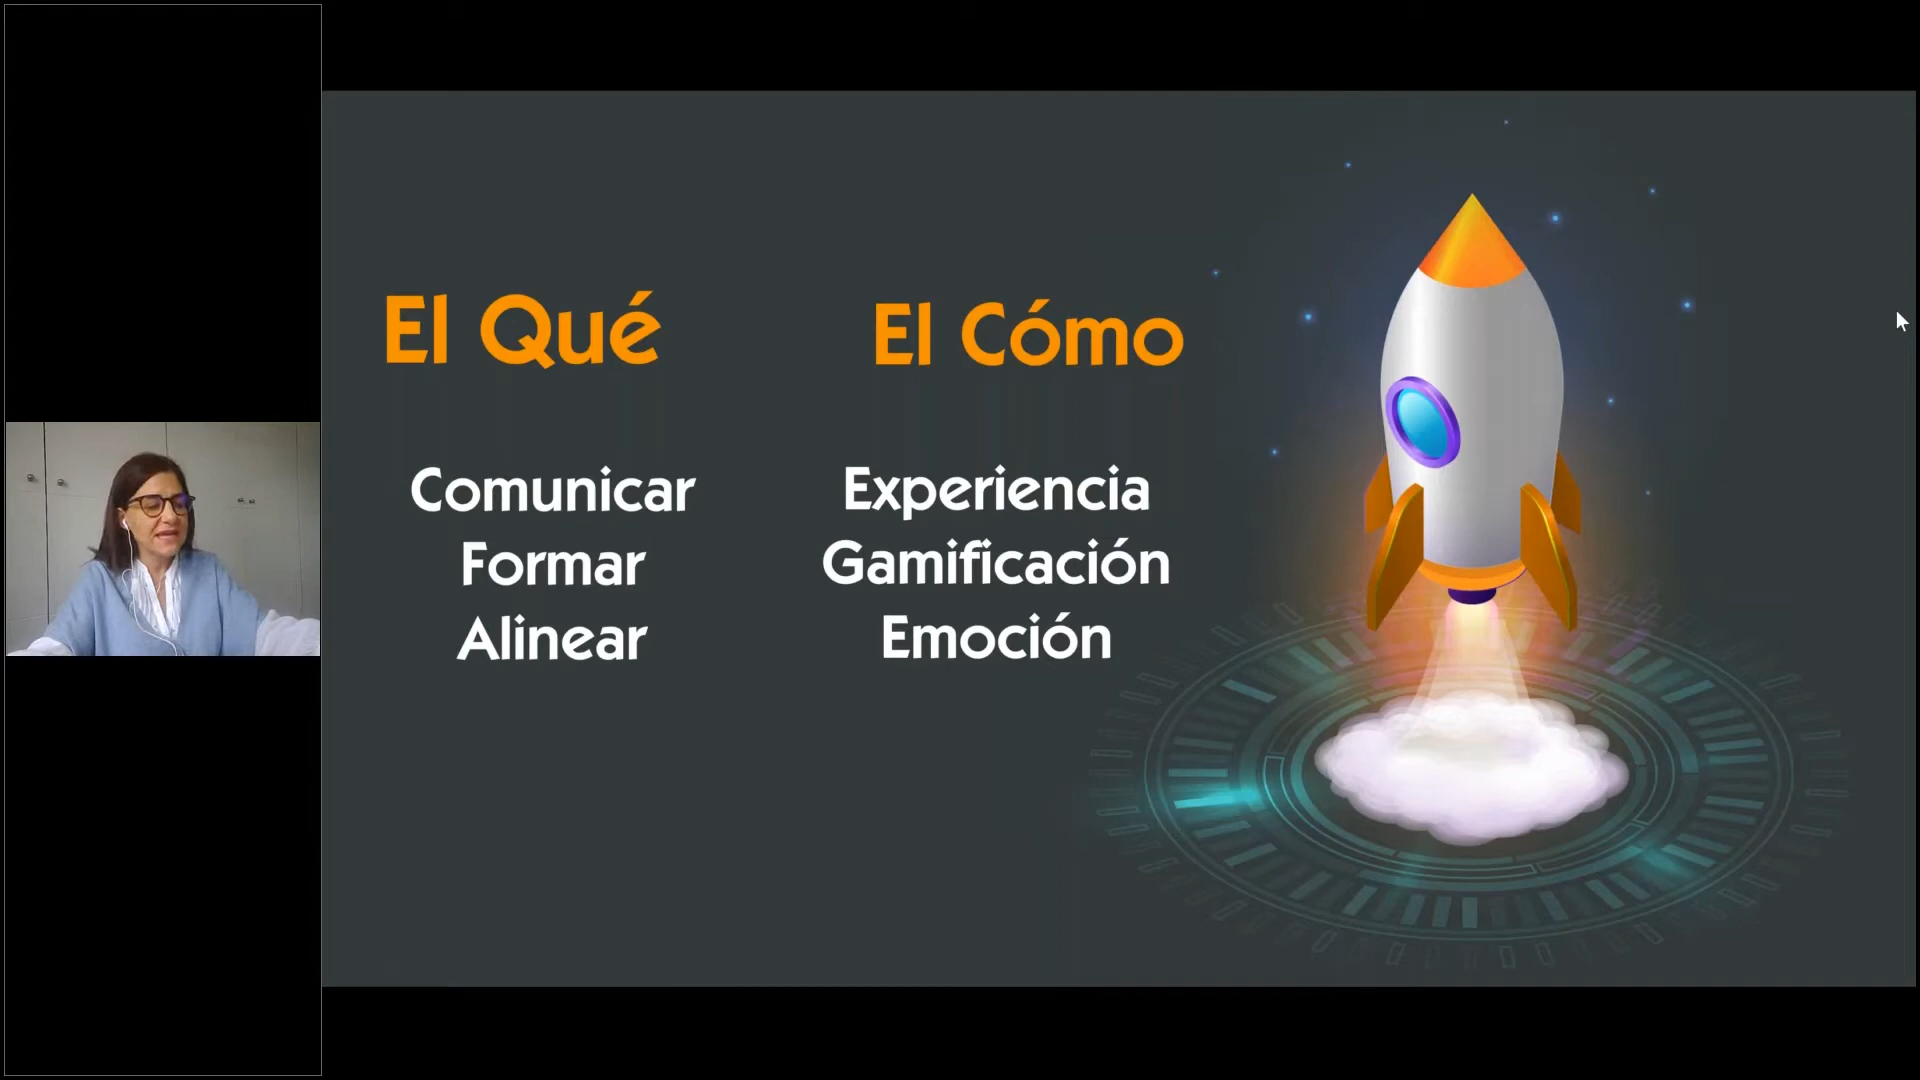 El Qué
Comunicar
Formar
Alinear
El Cómo
Experiencia
Gamificación
Emoción